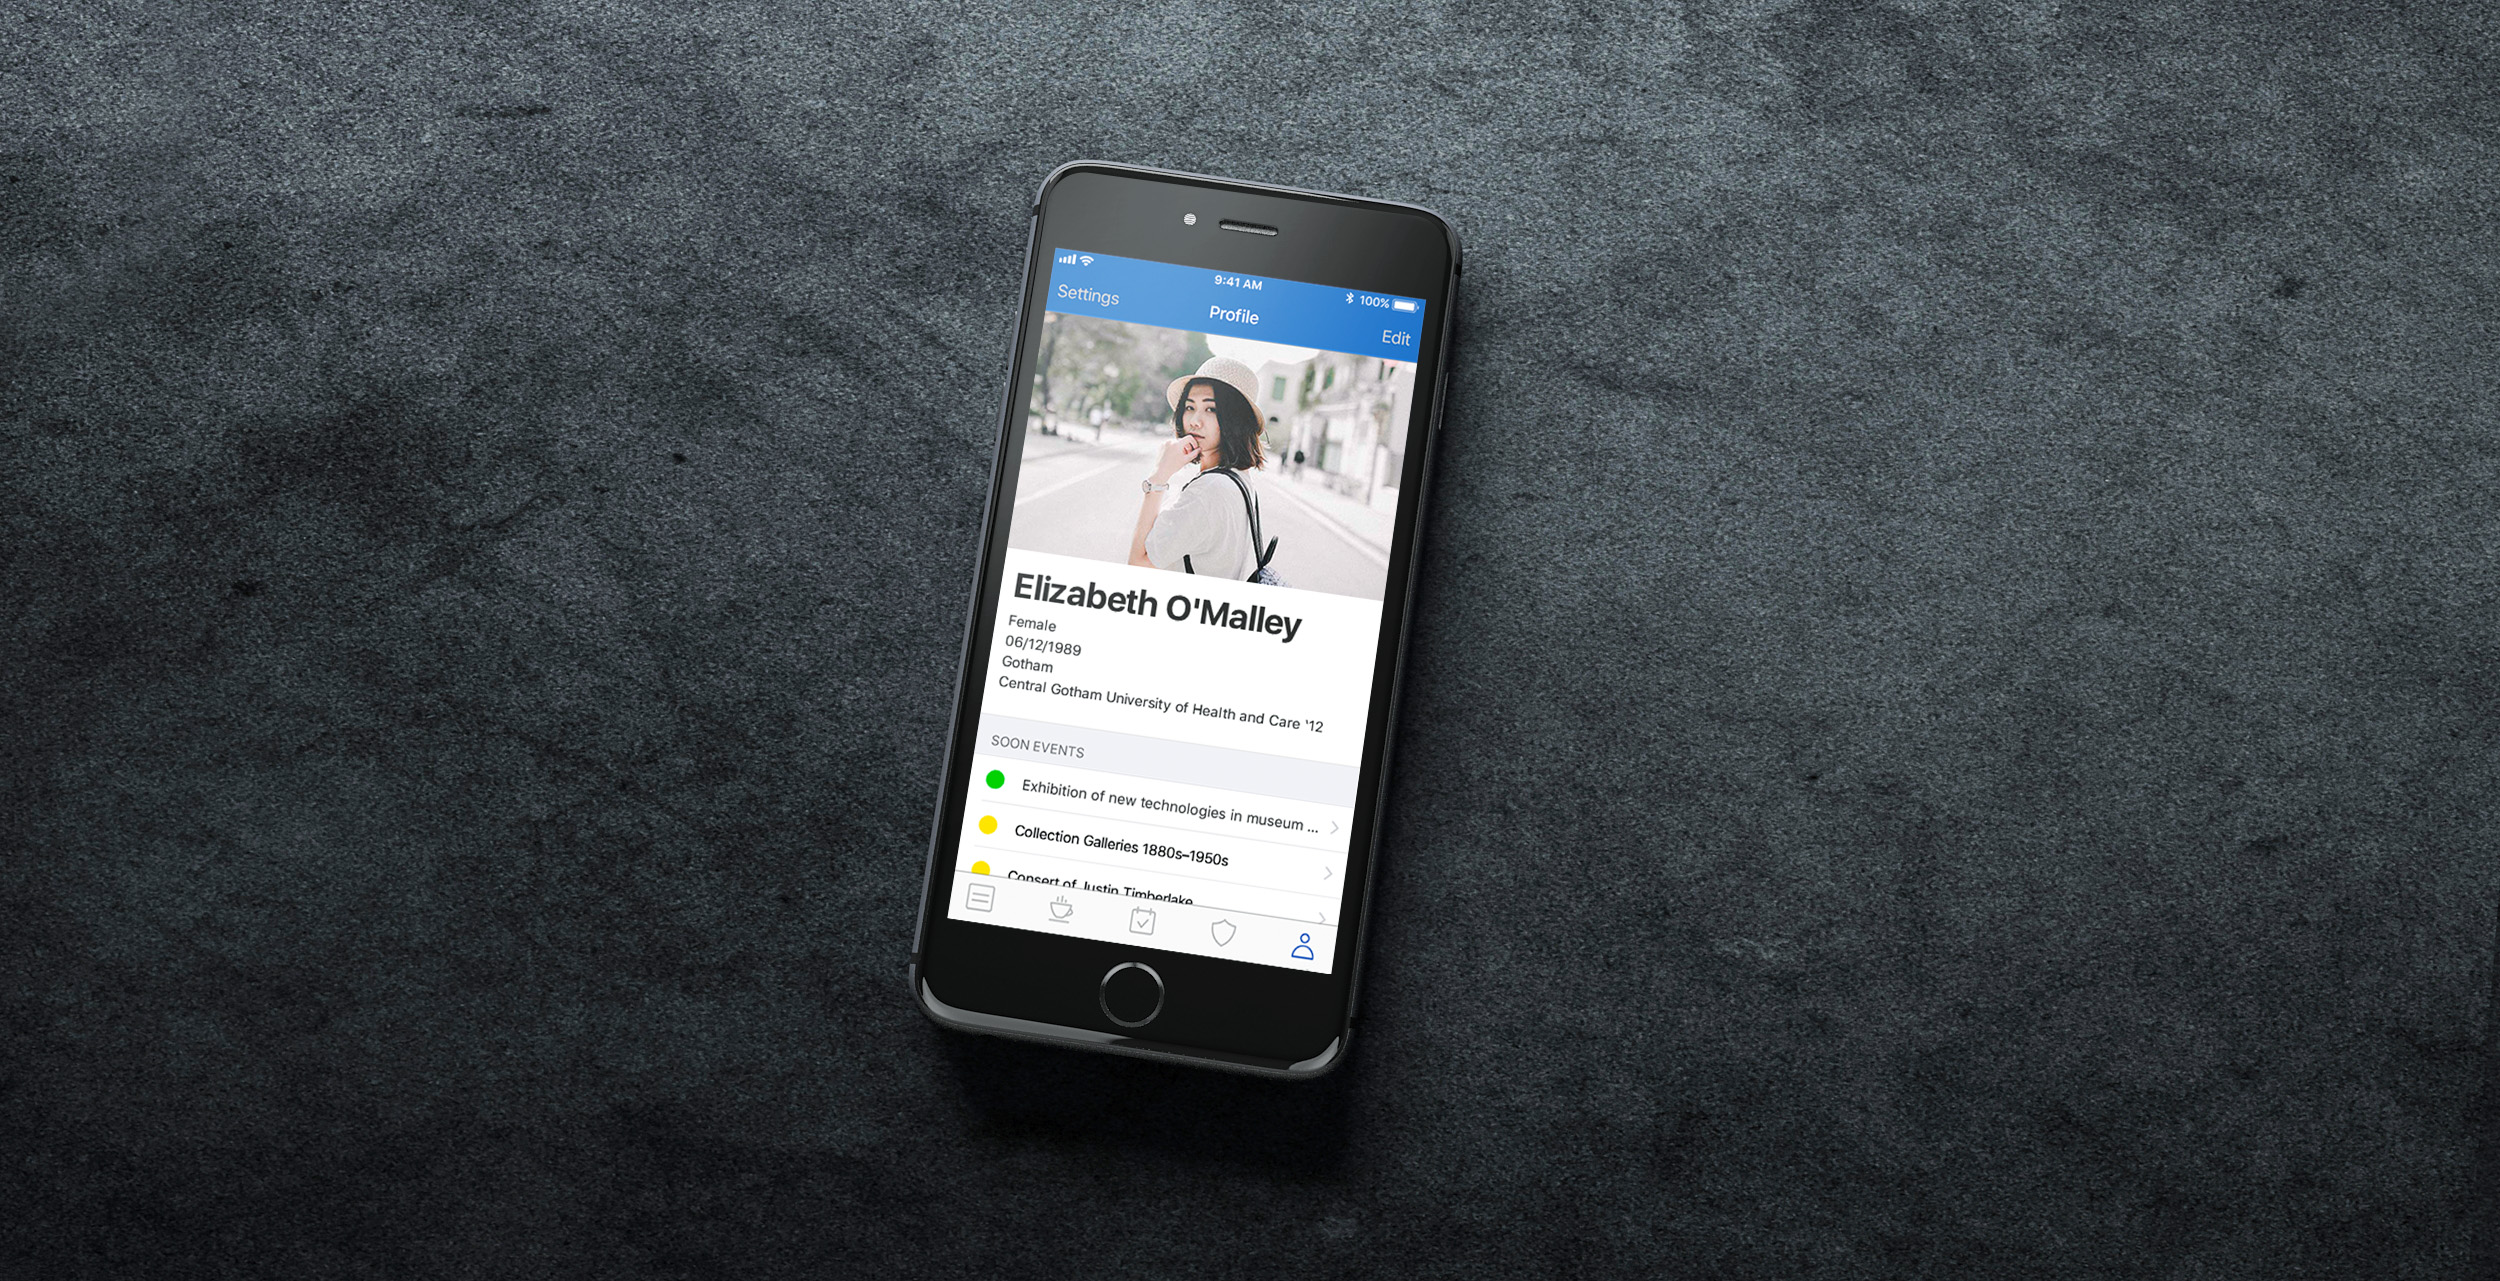 9:41 AM
100%
Settings
Profile
Edit
Elizabeth O'Malley
Female
06/12/1989
Gotham
Central Gotham University of Health and Care '12
SOON EVENTS
Exhibition of new technologies in museum ...
Collection Galleries 1880s–1950s
Consert of Justin Timberlake